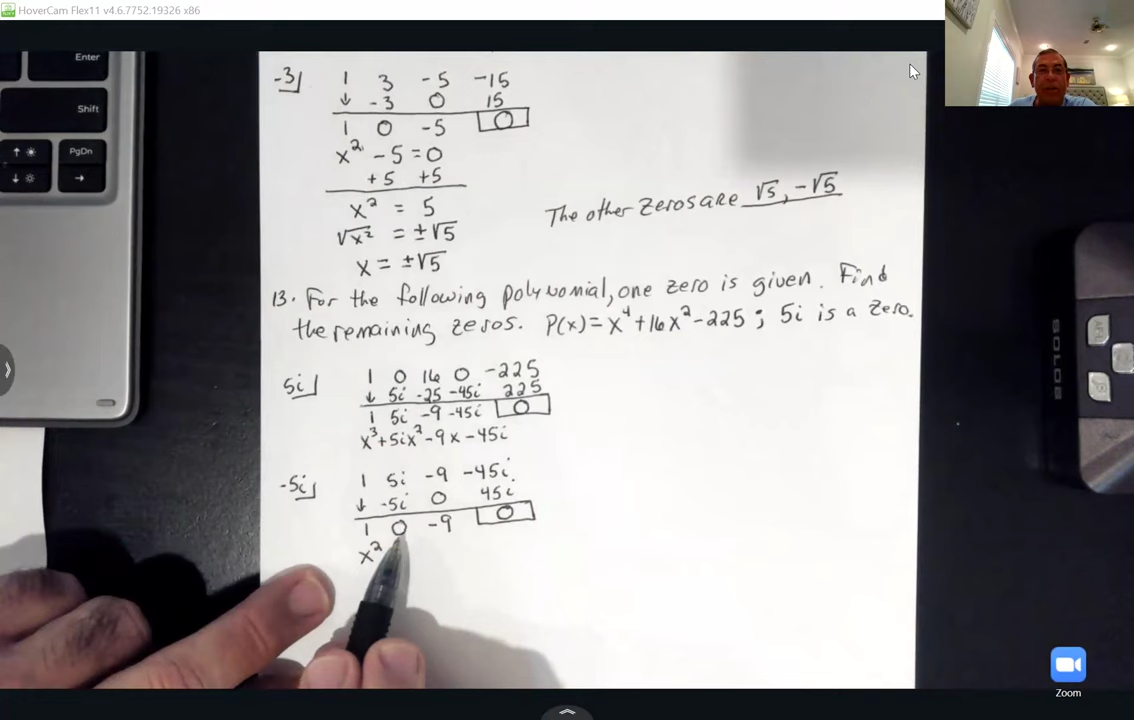 HoverCam Flex11 v4.6.7752.19326 x86
Enter
Shift
PgDn
-3 1 3 -5 -15
↓ -3 0 15
1 0 -5 0
x² - 5 = 0
+5 +5
x² = 5
√x² = ±√5
x = ±√5
The other zeros are √5, -√5
13. For the following polynomial, one zero is given. Find
the remaining zeros. P(x) = x⁴ + 16x² - 225 ; 5i is a zero.
5i 1 0 16 0 -225
↓ 5i -25 -45i 225
1 5i -9 -45i 0
x³ + 5ix² - 9x - 45i
-5i 1 5i -9 -45i
↓ -5i 0 45i
1 0 -9 0
x²
Zoom